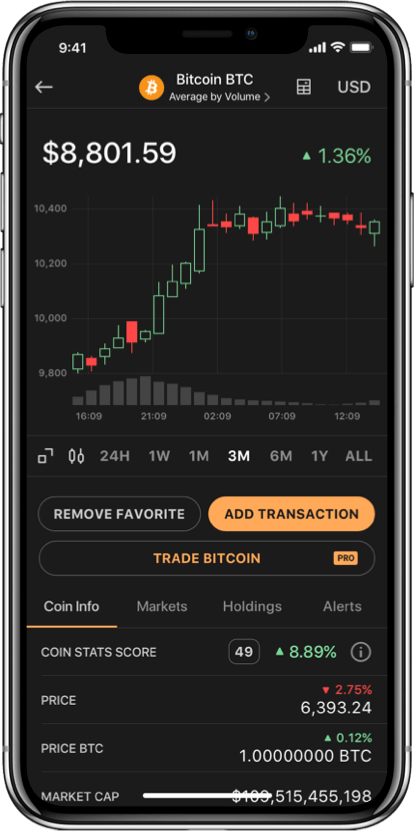 9:41
Bitcoin BTC
Average by Volume >
USD
$8,801.59
▲ 1.36%
10,400
10,200
10,000
9,800
16:09 21:09 02:09 07:09 12:09
24H 1W 1M 3M 6M 1Y ALL
REMOVE FAVORITE ADD TRANSACTION
TRADE BITCOIN PRO
Coin Info Markets Holdings Alerts
COIN STATS SCORE 49 ▲ 8.89% i
▼ 2.75%
PRICE 6,393.24
▲ 0.12%
PRICE BTC 1.00000000 BTC
MARKET CAP $109,515,455,198